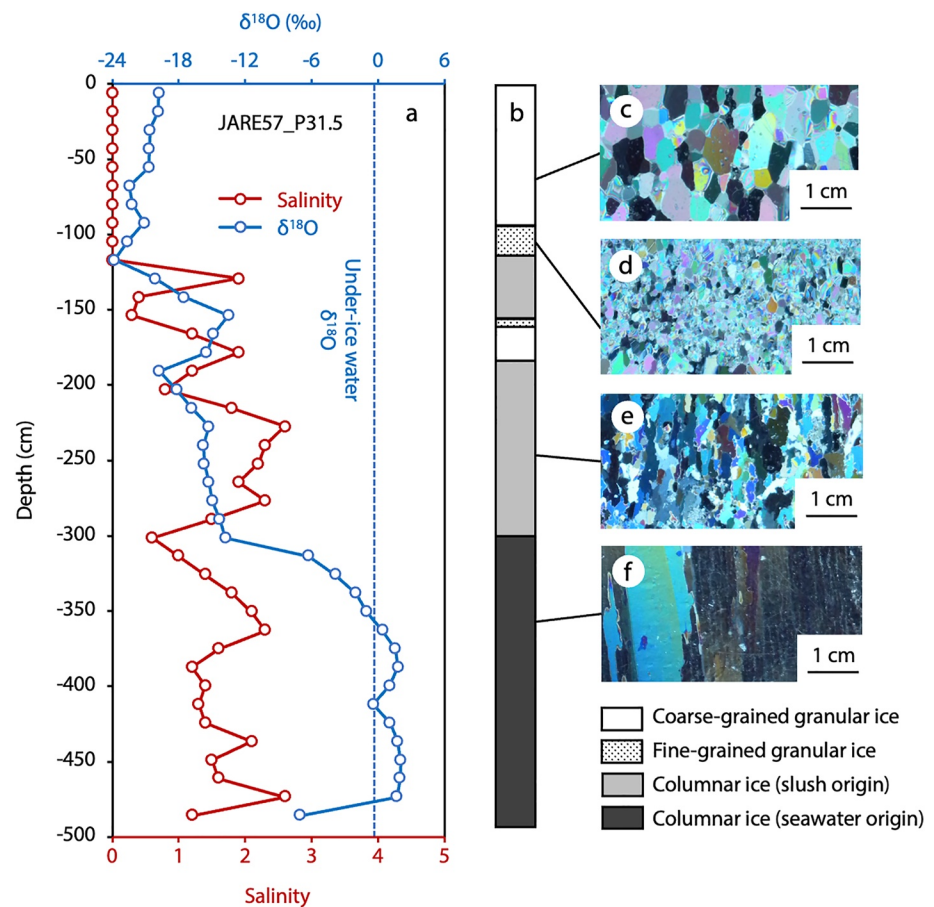 δ¹⁸O (‰)
-24 -18 -12 -6 0 6
0
-50
-100
-150
-200
-250
-300
-350
-400
-450
-500
Depth (cm)
JARE57_P31.5
a
Salinity
δ¹⁸O
Under-ice water
δ¹⁸O
0 1 2 3 4 5
Salinity
b
c
1 cm
d
1 cm
e
1 cm
f
1 cm
Coarse-grained granular ice
Fine-grained granular ice
Columnar ice (slush origin)
Columnar ice (seawater origin)